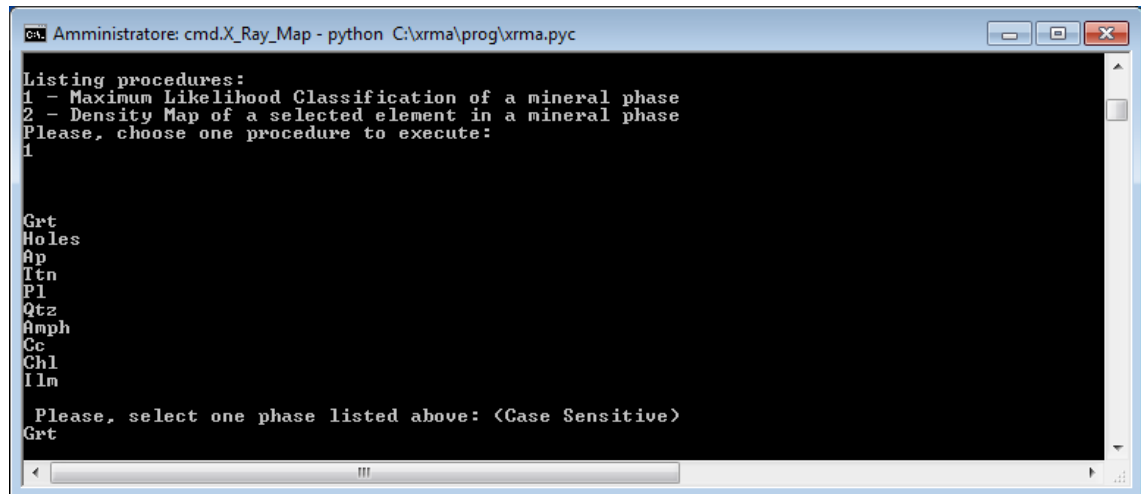 Amministratore: cmd.X_Ray_Map - python C:\xrma\prog\xrma.pyc
Listing procedures:
1 - Maximum Likelihood Classification of a mineral phase
2 - Density Map of a selected element in a mineral phase
Please, choose one procedure to execute:
1
Grt
Holes
Ap
Ttn
Pl
Qtz
Amph
Cc
Chl
Ilm
Please, select one phase listed above: (Case Sensitive)
Grt